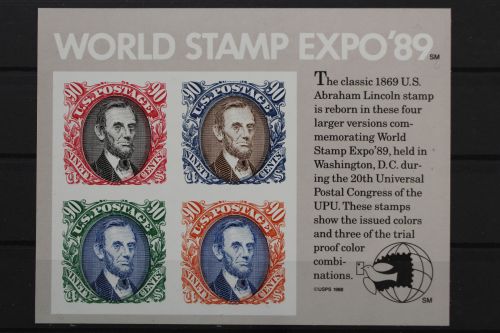 WORLD STAMP EXPO'89 SM
The classic 1869 U.S.
Abraham Lincoln stamp
is reborn in these four
larger versions com-
memorating World
Stamp Expo'89, held in
Washington, D.C. dur-
ing the 20th Universal
Postal Congress of the
UPU. These stamps
show the issued colors
and three of the trial
proof color
combi-
nations.
©USPS 1988
SM
90 90
U.S. POSTAGE
NINETY CENTS
90 90
U.S. POSTAGE
NINETY CENTS
90 90
U.S. POSTAGE
NINETY CENTS
90 90
U.S. POSTAGE
NINETY CENTS